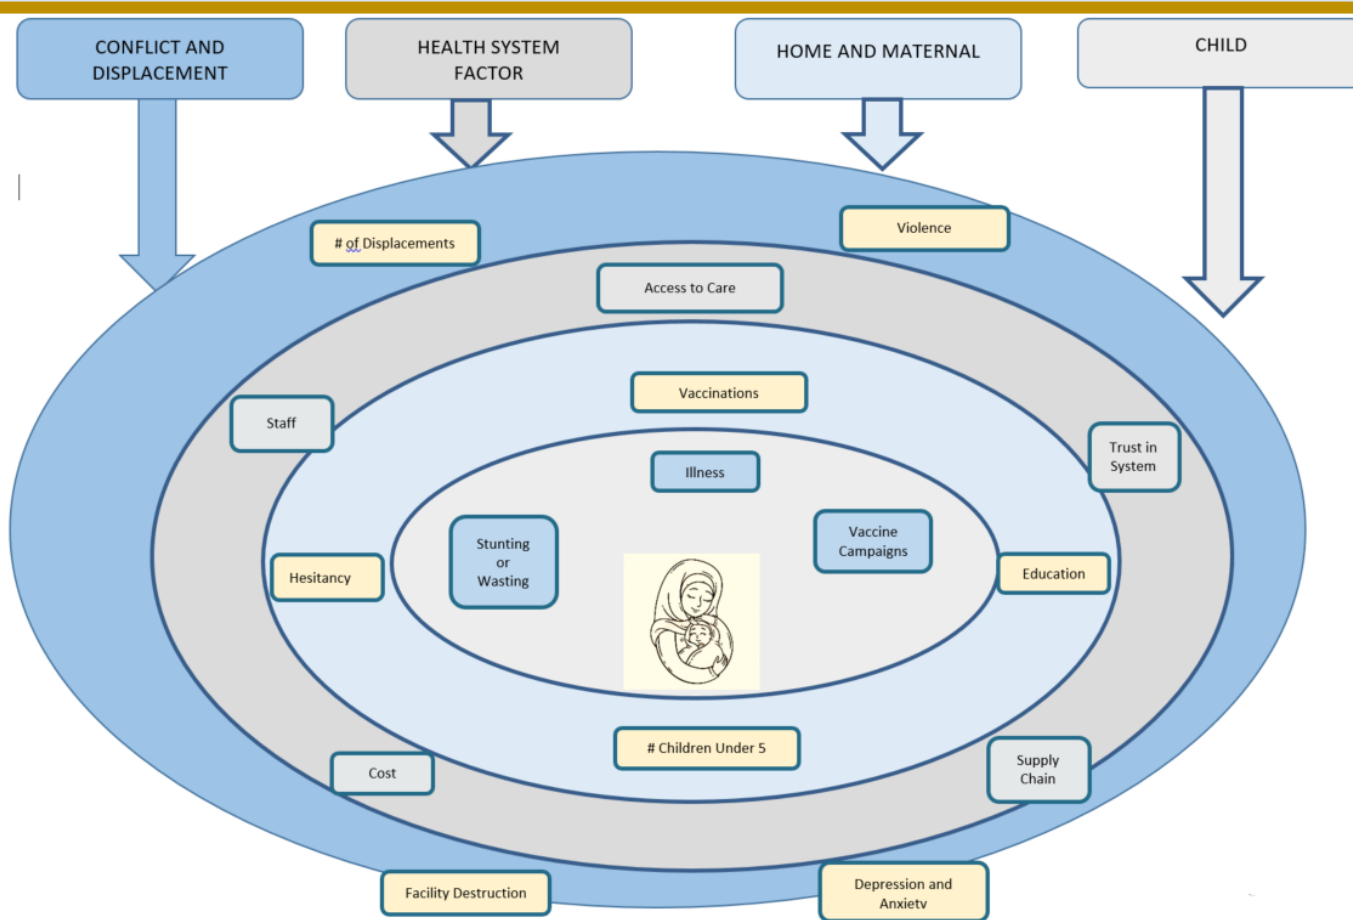 CONFLICT AND
DISPLACEMENT
HEALTH SYSTEM
FACTOR
HOME AND MATERNAL
CHILD
# of Displacements
Violence
Access to Care
Vaccinations
Staff
Trust in
System
Illness
Stunting
or
Wasting
Vaccine
Campaigns
Hesitancy
Education
# Children Under 5
Cost
Supply
Chain
Facility Destruction
Depression and
Anxiety